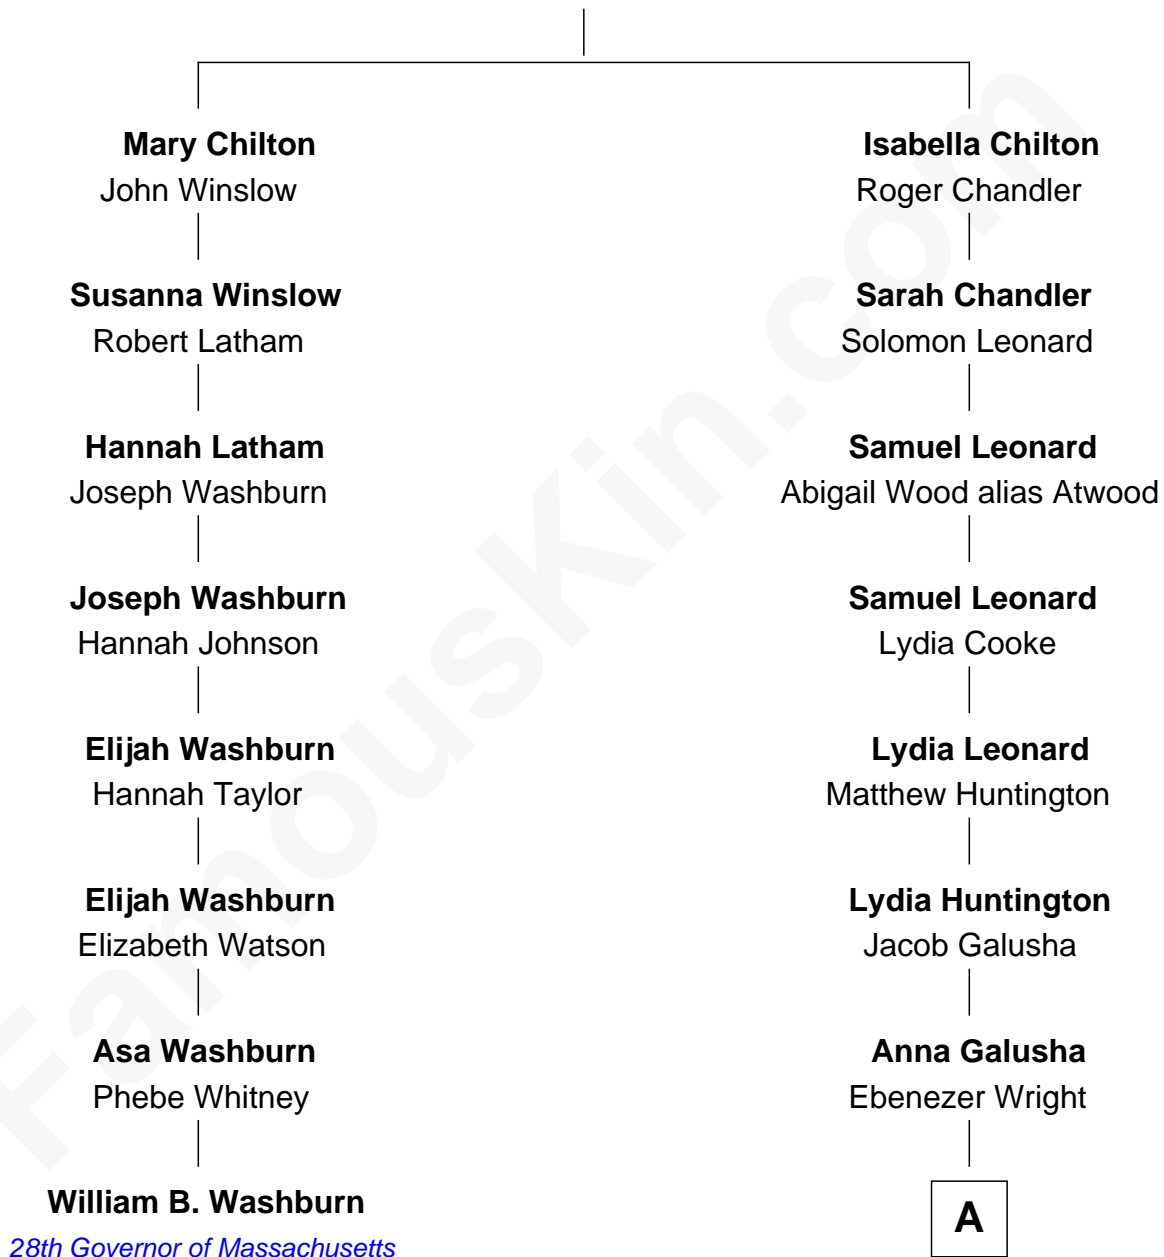 Mary Chilton
John Winslow
Isabella Chilton
Roger Chandler
Susanna Winslow
Robert Latham
Sarah Chandler
Solomon Leonard
Hannah Latham
Joseph Washburn
Samuel Leonard
Abigail Wood alias Atwood
Joseph Washburn
Hannah Johnson
Samuel Leonard
Lydia Cooke
Elijah Washburn
Hannah Taylor
Lydia Leonard
Matthew Huntington
Elijah Washburn
Elizabeth Watson
Lydia Huntington
Jacob Galusha
Asa Washburn
Phebe Whitney
Anna Galusha
Ebenezer Wright
William B. Washburn
28th Governor of Massachusetts
A
FamousKin.com